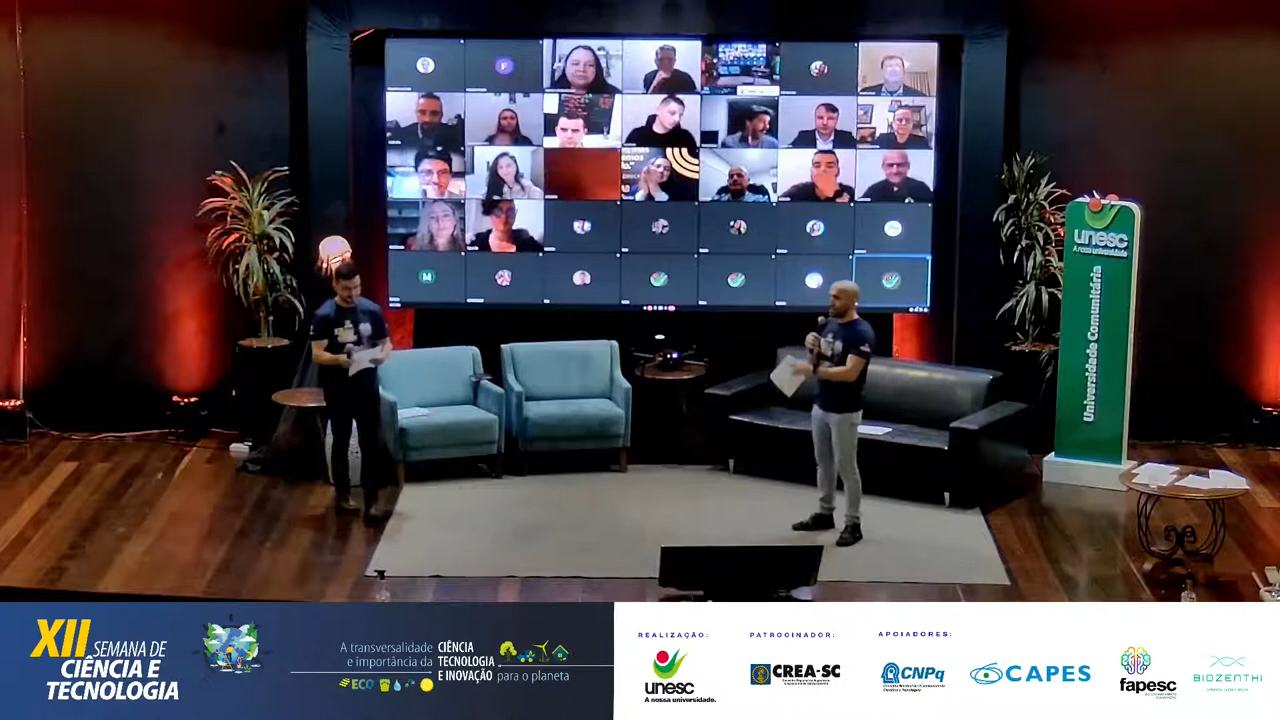 unesc
A nossa universidade
Universidade Comunitária
F
M
XII SEMANA DE
CIÊNCIA E
TECNOLOGIA
A transversalidade
e importância da
CIÊNCIA
TECNOLOGIA
E INOVAÇÃO
para o planeta
ECO
REALIZAÇÃO:
unesc
A nossa universidade.
PATROCINADOR:
CREA-SC
APOIADORES:
CNPq
CAPES
fapesc
BIOZENTHI